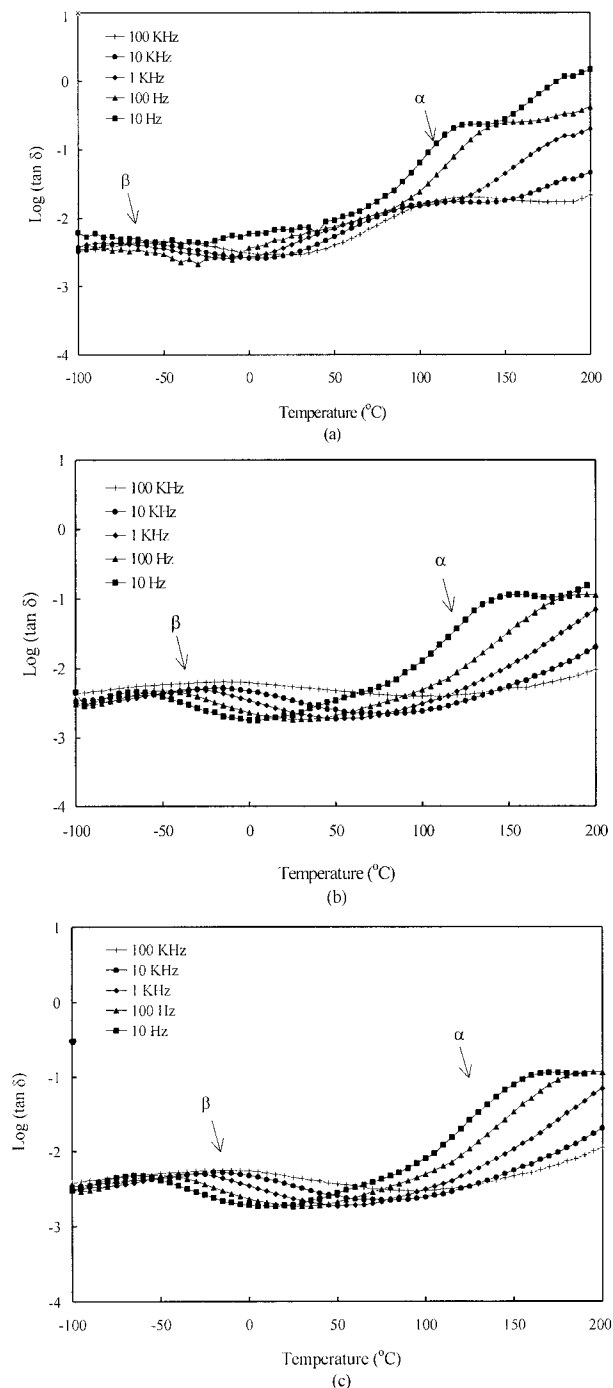 1
0
-1
-2
-3
-4
Log (tan δ)
100 KHz
10 KHz
1 KHz
100 Hz
10 Hz
β
α
-100 -50 0 50 100 150 200
Temperature (°C)
(a)
1
0
-1
-2
-3
-4
Log (tan δ)
100 KHz
10 KHz
1 KHz
100 Hz
10 Hz
β
α
-100 -50 0 50 100 150 200
Temperature (°C)
(b)
1
0
-1
-2
-3
-4
Log (tan δ)
100 KHz
10 KHz
1 KHz
100 Hz
10 Hz
β
α
-100 -50 0 50 100 150 200
Temperature (°C)
(c)